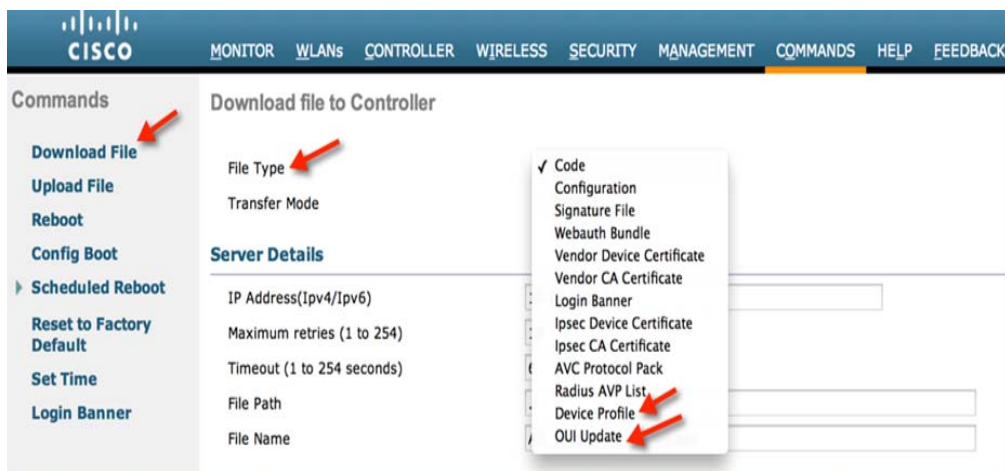 CISCO
MONITOR WLANs CONTROLLER WIRELESS SECURITY MANAGEMENT COMMANDS HELP FEEDBACK
Commands
Download File
Upload File
Reboot
Config Boot
Scheduled Reboot
Reset to Factory
Default
Set Time
Login Banner
Download file to Controller
File Type
Transfer Mode
Server Details
IP Address(Ipv4/Ipv6)
Maximum retries (1 to 254)
Timeout (1 to 254 seconds)
File Path
File Name
✓ Code
Configuration
Signature File
Webauth Bundle
Vendor Device Certificate
Vendor CA Certificate
Login Banner
Ipsec Device Certificate
Ipsec CA Certificate
AVC Protocol Pack
Radius AVP List
Device Profile
OUI Update